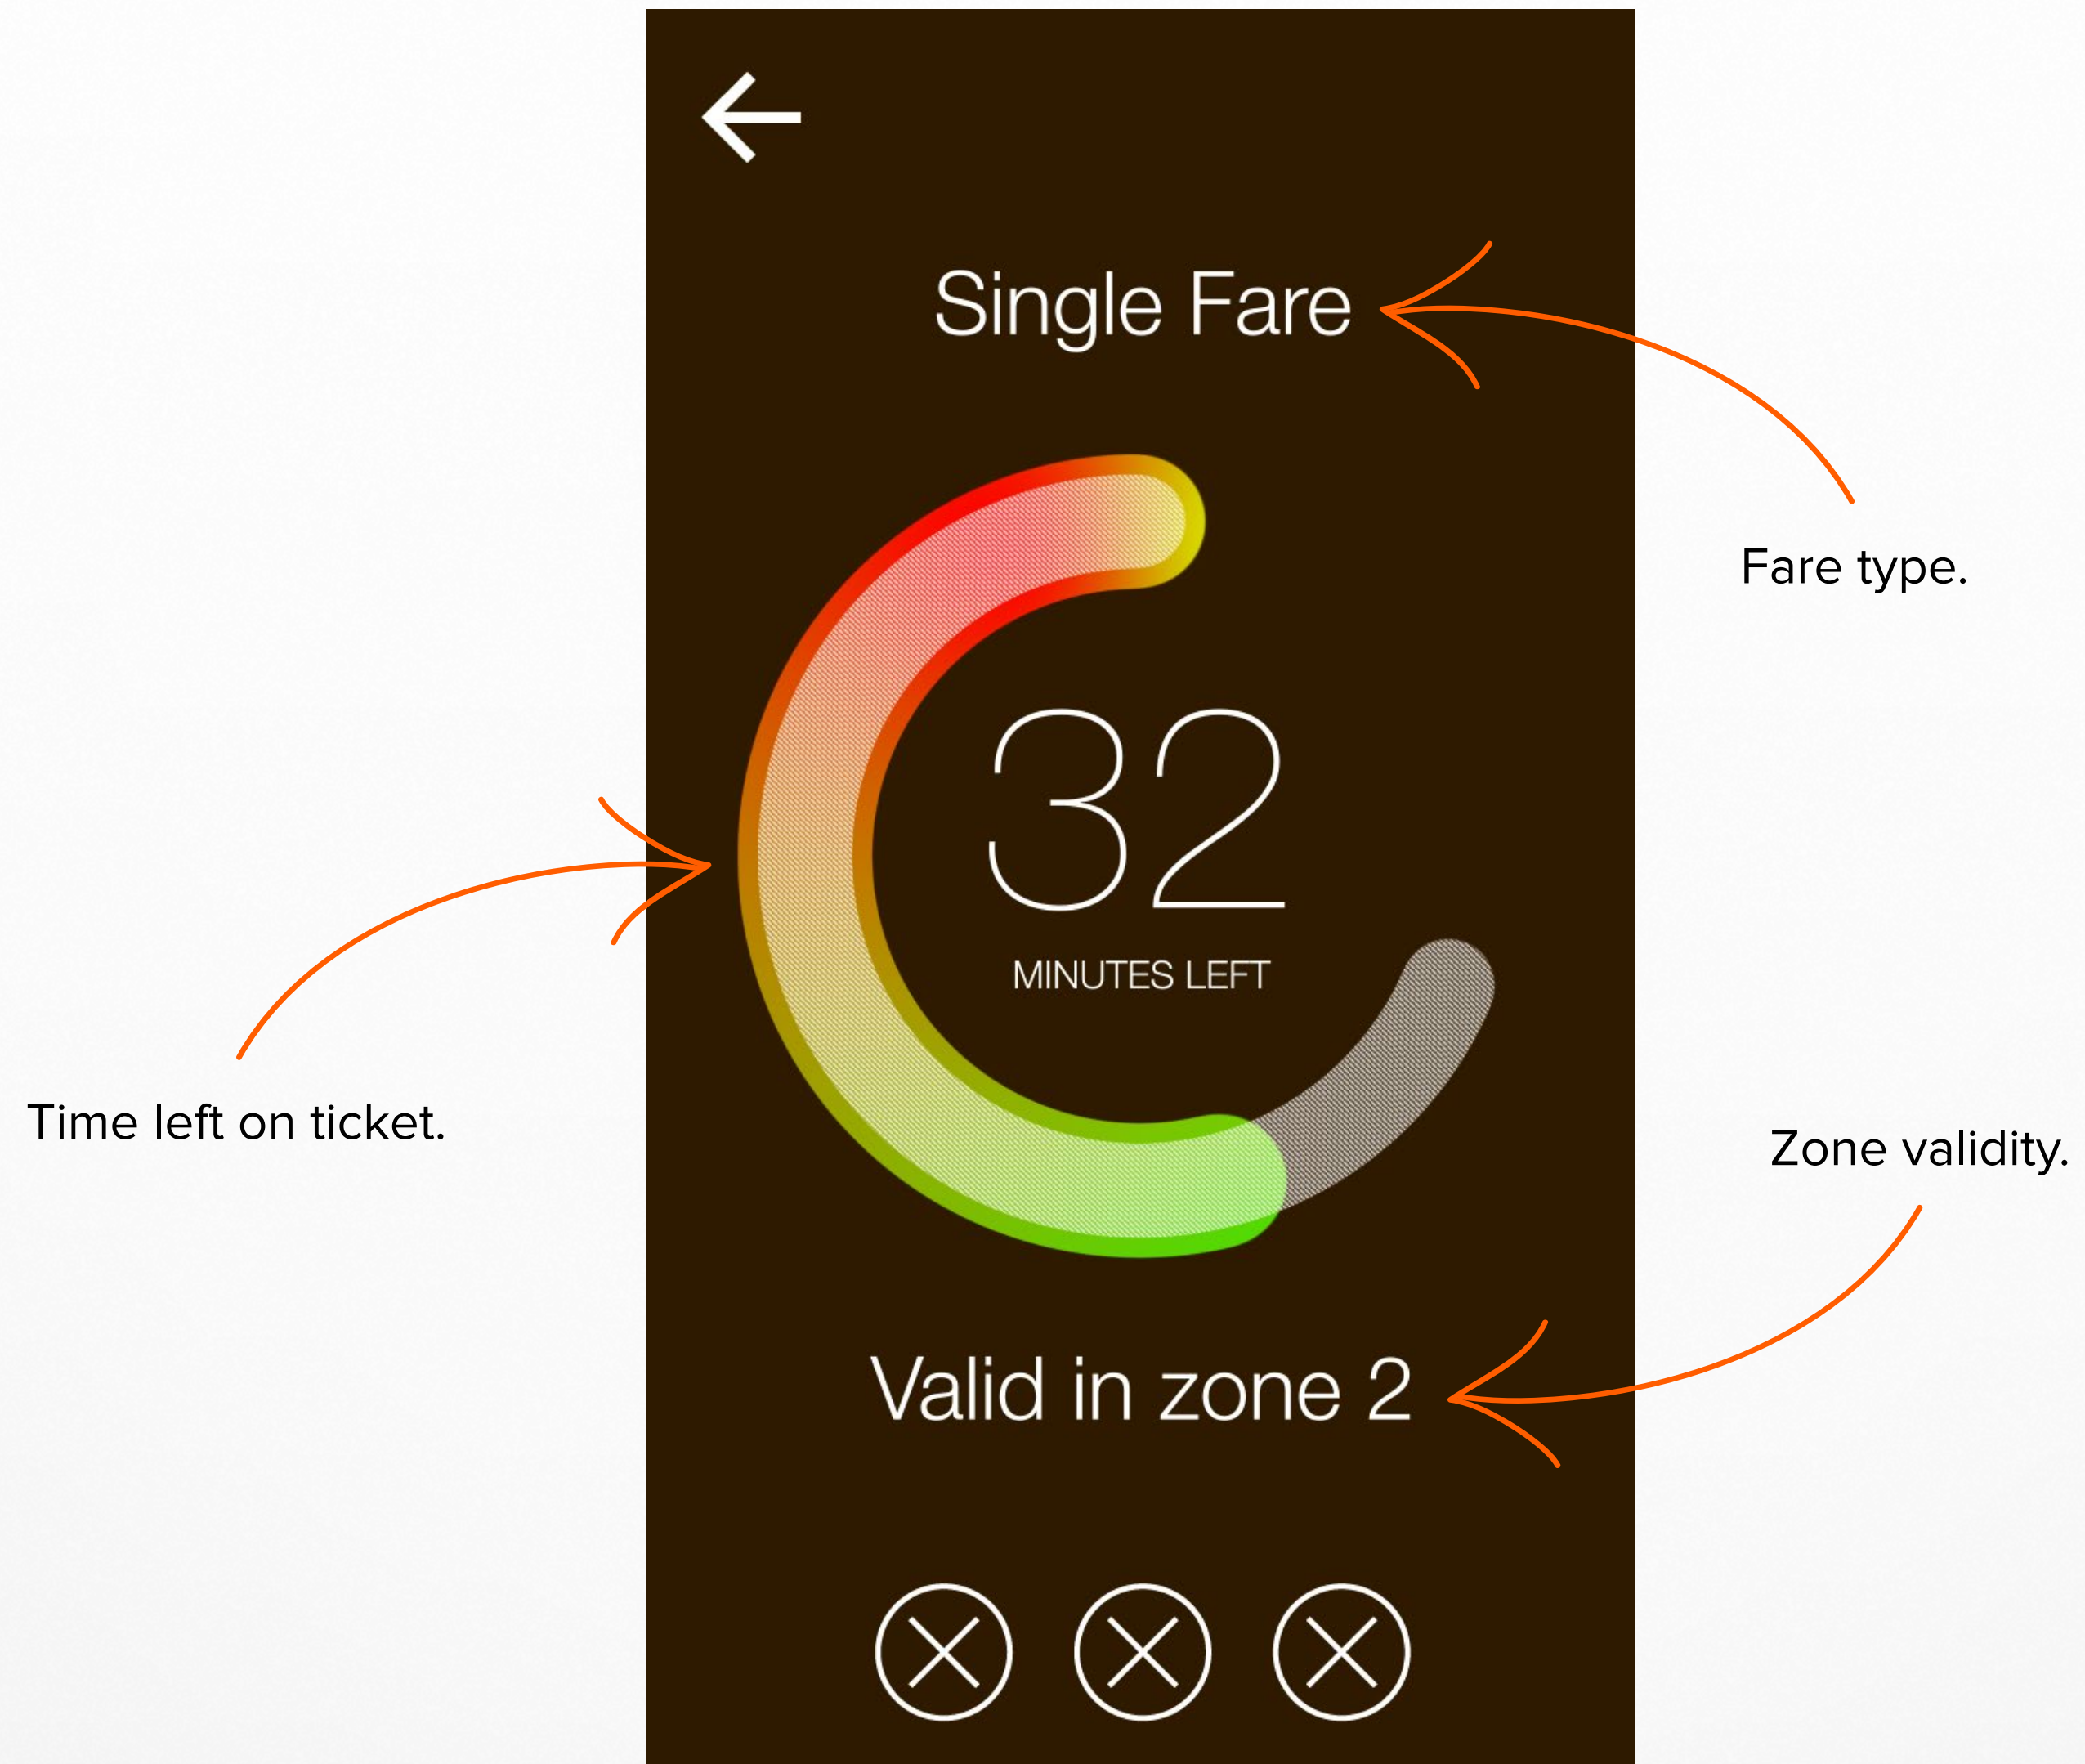 Single Fare
Fare type.
32
MINUTES LEFT
Time left on ticket.
Zone validity.
Valid in zone 2